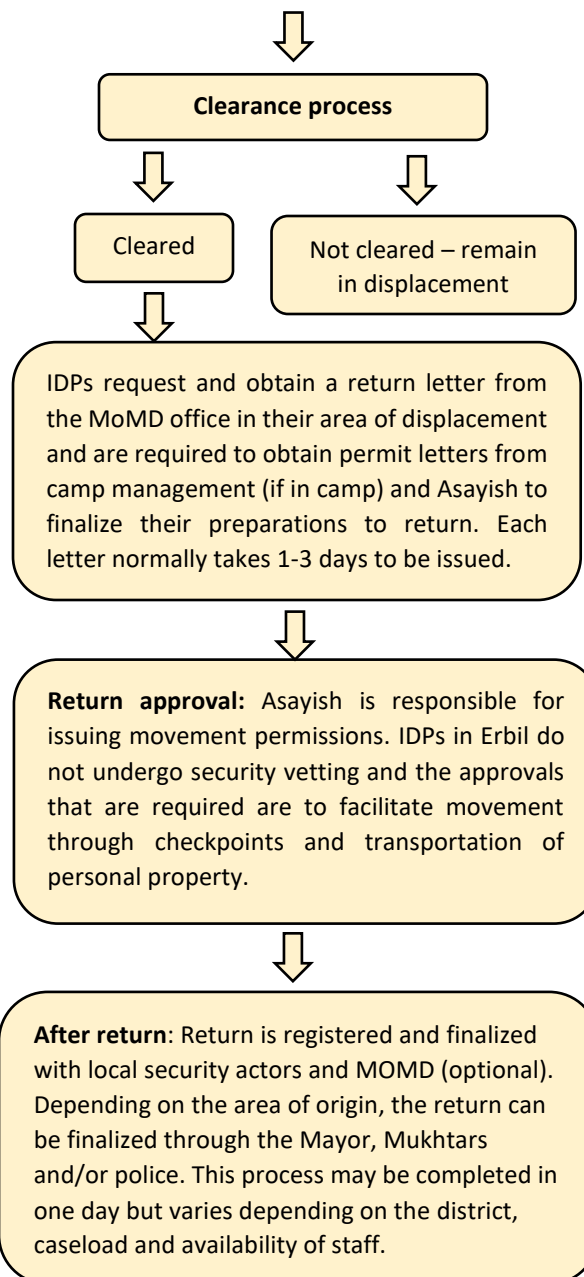 Clearance process
Cleared
Not cleared – remain
in displacement
IDPs request and obtain a return letter from
the MoMD office in their area of displacement
and are required to obtain permit letters from
camp management (if in camp) and Asayish to
finalize their preparations to return. Each
letter normally takes 1-3 days to be issued.
Return approval: Asayish is responsible for
issuing movement permissions. IDPs in Erbil do
not undergo security vetting and the approvals
that are required are to facilitate movement
through checkpoints and transportation of
personal property.
After return: Return is registered and finalized
with local security actors and MOMD (optional).
Depending on the area of origin, the return can
be finalized through the Mayor, Mukhtars
and/or police. This process may be completed in
one day but varies depending on the district,
caseload and availability of staff.